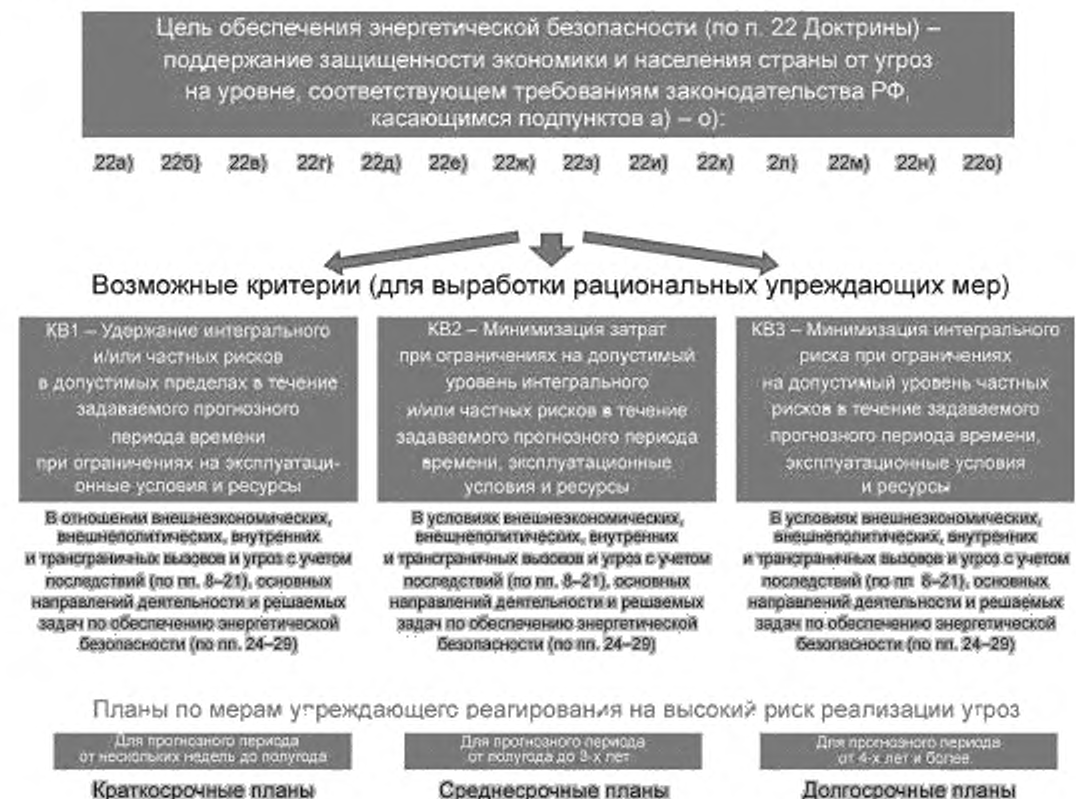 Цель обеспечения энергетической безопасности (по п. 22 Доктрины) –
поддержание защищенности экономики и населения страны от угроз
на уровне, соответствующем требованиям законодательства РФ,
касающимся подпунктов а) – о):
22а) 22б) 22в) 22г) 22д) 22е) 22ж) 22з) 22и) 22к) 2л) 22м) 22н) 22о)
Возможные критерии (для выработки рациональных упреждающих мер)
КВ1 – Удержание интегрального
и/или частных рисков
в допустимых пределах в течение
задаваемого прогнозного
периода времени
при ограничениях на эксплуатаци-
онные условия и ресурсы
В отношении внешнеэкономических,
внешнеполитических, внутренних
и трансграничных вызовов и угроз с учетом
последствий (по пп. 8–21), основных
направлений деятельности и решаемых
задач по обеспечению энергетической
безопасности (по пп. 24–29)
КВ2 – Минимизация затрат
при ограничениях на допустимый
уровень интегрального
и/или частных рисков в течение
задаваемого прогнозного периода
времени, эксплуатационные
условия и ресурсы
В условиях внешнеэкономических,
внешнеполитических, внутренних
и трансграничных вызовов и угроз с учетом
последствий (по пп. 8–21), основных
направлений деятельности и решаемых
задач по обеспечению энергетической
безопасности (по пп. 24–29)
КВ3 – Минимизация интегрального
риска при ограничениях
на допустимый уровень частных
рисков в течение задаваемого
прогнозного периода времени,
эксплуатационные условия
и ресурсы
В условиях внешнеэкономических,
внешнеполитических, внутренних
и трансграничных вызовов и угроз с учетом
последствий (по пп 8–21), основных
направлений деятельности и решаемых
задач по обеспечению энергетической
безопасности (по пп. 24–29)
Планы по мерам упреждающего реагирования на высокий риск реализации угроз
Для прогнозного периода
от нескольких недель до полугода
Краткосрочные планы
Для прогнозного периода
от полугода до 3-х лет
Среднесрочные планы
Для прогнозного периода
от 4-х лет и более
Долгосрочные планы